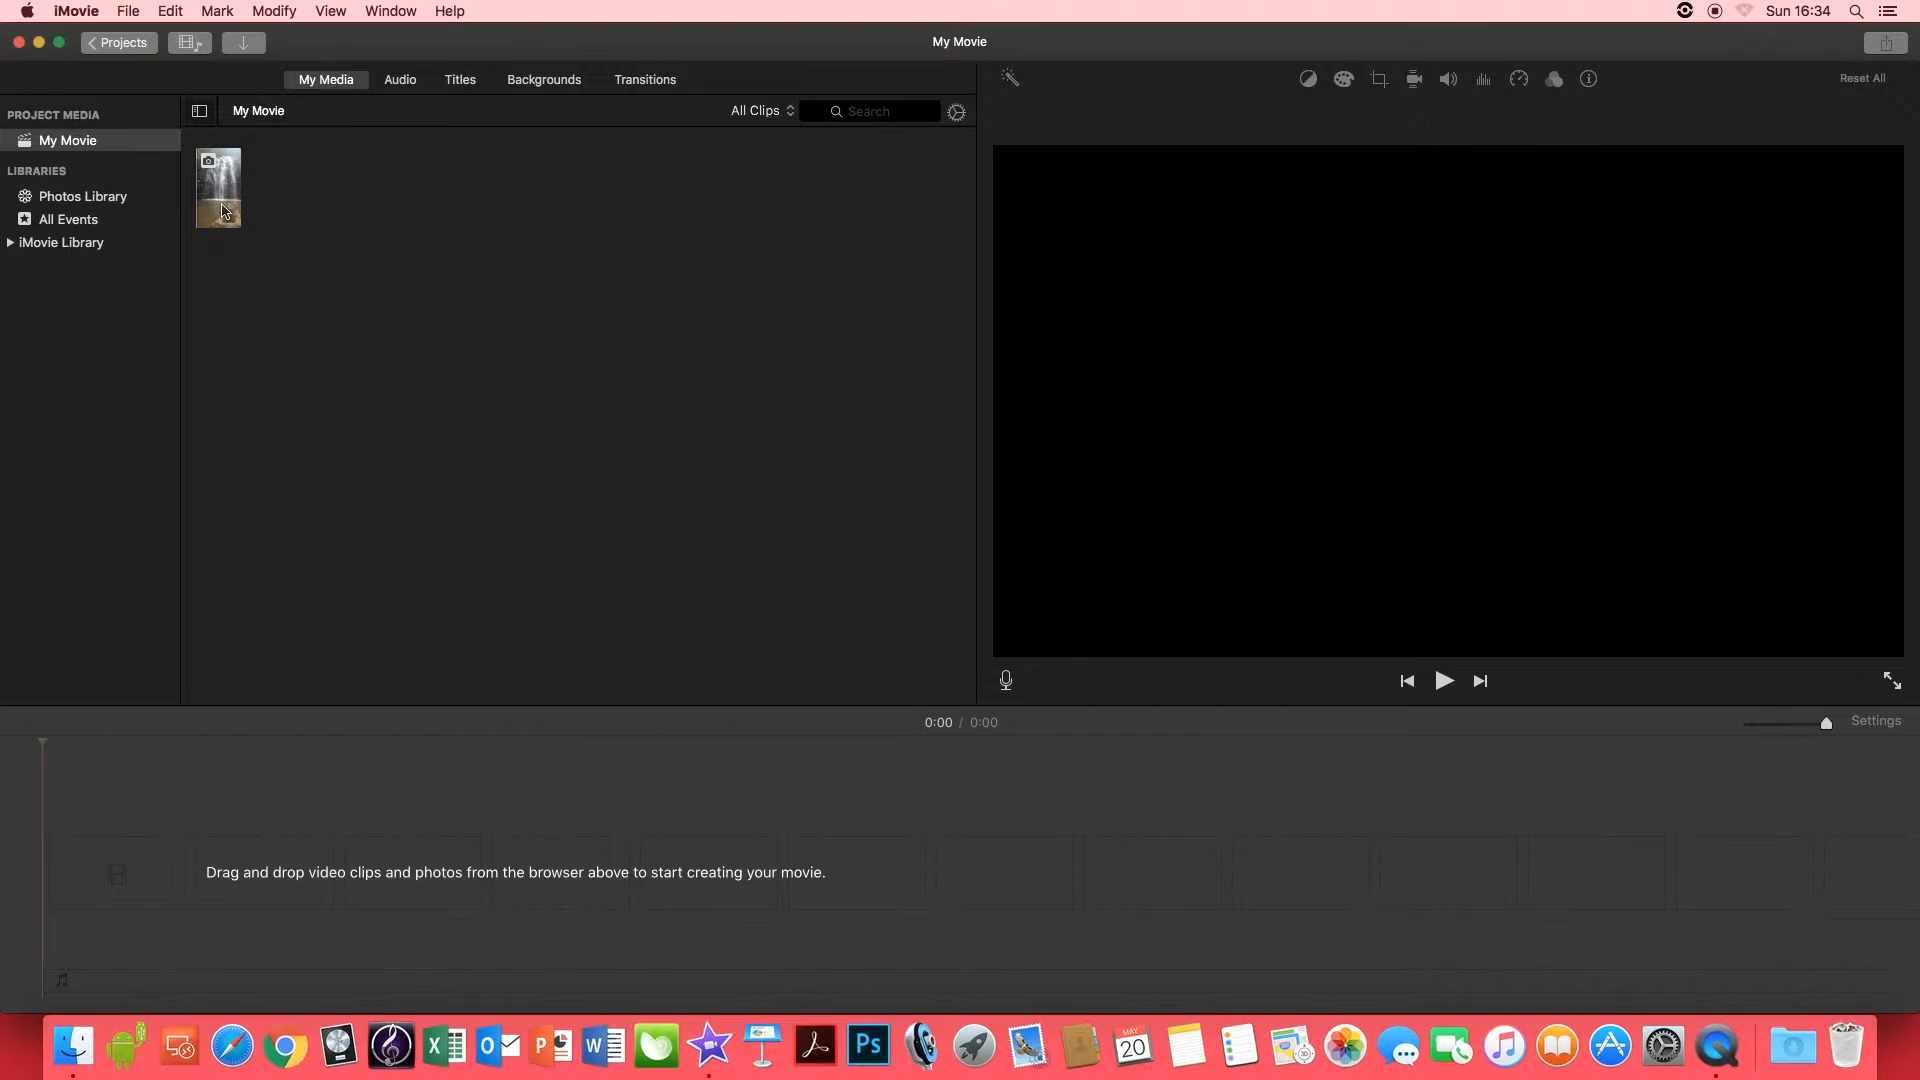 iMovie File Edit Mark Modify View Window Help Sun 16:34
Projects My Movie
My Media Audio Titles Backgrounds Transitions Reset All
PROJECT MEDIA My Movie All Clips Search
My Movie
LIBRARIES
Photos Library
All Events
iMovie Library
0:00 / 0:00 Settings
Drag and drop video clips and photos from the browser above to start creating your movie.
X O P W Ps MAY 20 3D